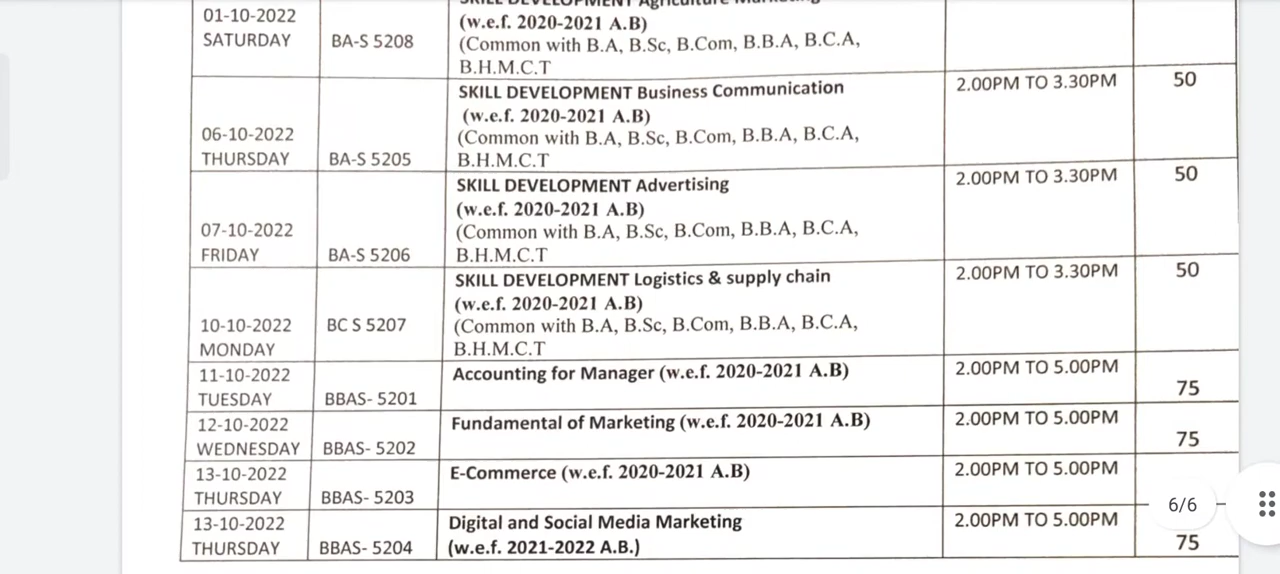 01-10-2022
SATURDAY
BA-S 5208
SKILL DEVELOPMENT Agriculture Marketing
(w.e.f. 2020-2021 A.B)
(Common with B.A, B.Sc, B.Com, B.B.A, B.C.A,
B.H.M.C.T
06-10-2022
THURSDAY
BA-S 5205
SKILL DEVELOPMENT Business Communication
(w.e.f. 2020-2021 A.B)
(Common with B.A, B.Sc, B.Com, B.B.A, B.C.A,
B.H.M.C.T
2.00PM TO 3.30PM
50
07-10-2022
FRIDAY
BA-S 5206
SKILL DEVELOPMENT Advertising
(w.e.f. 2020-2021 A.B)
(Common with B.A, B.Sc, B.Com, B.B.A, B.C.A,
B.H.M.C.T
2.00PM TO 3.30PM
50
10-10-2022
MONDAY
BC S 5207
SKILL DEVELOPMENT Logistics & supply chain
(w.e.f. 2020-2021 A.B)
(Common with B.A, B.Sc, B.Com, B.B.A, B.C.A,
B.H.M.C.T
2.00PM TO 3.30PM
50
11-10-2022
TUESDAY
BBAS- 5201
Accounting for Manager (w.e.f. 2020-2021 A.B)
2.00PM TO 5.00PM
75
12-10-2022
WEDNESDAY
BBAS- 5202
Fundamental of Marketing (w.e.f. 2020-2021 A.B)
2.00PM TO 5.00PM
75
13-10-2022
THURSDAY
BBAS- 5203
E-Commerce (w.e.f. 2020-2021 A.B)
2.00PM TO 5.00PM
6/6
13-10-2022
THURSDAY
BBAS- 5204
Digital and Social Media Marketing
(w.e.f. 2021-2022 A.B.)
2.00PM TO 5.00PM
75